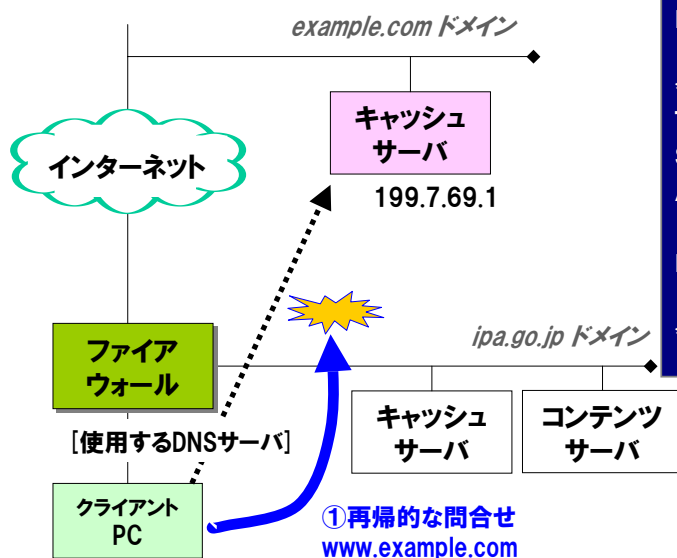 example.com ドメイン
キャッシュ
サーバ
インターネット
199.7.69.1
ファイア
ウォール
ipa.go.jp ドメイン
[使用するDNSサーバ]
キャッシュ
サーバ
コンテンツ
サーバ
クライアント
PC
①再帰的な問合せ
www.example.com